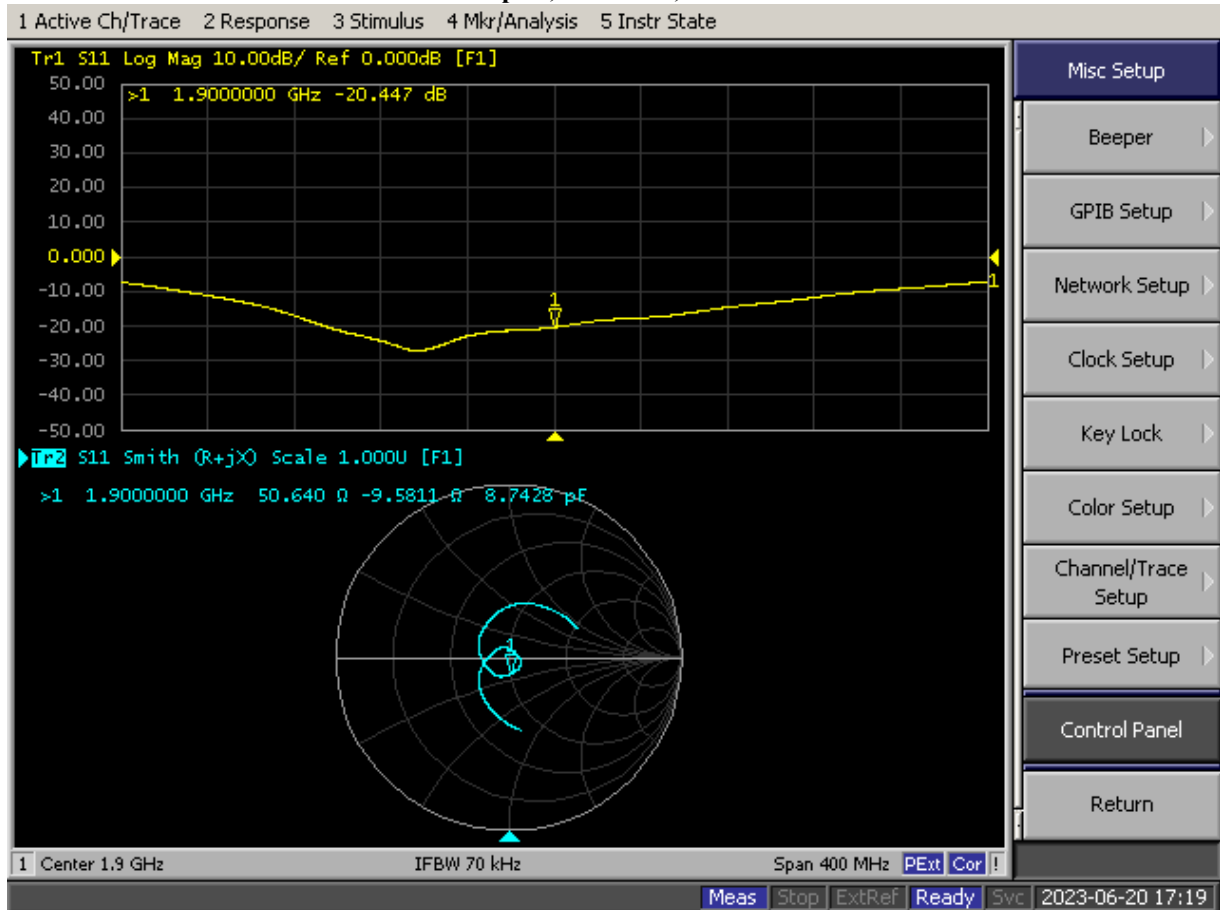 1 Active Ch/Trace 2 Response 3 Stimulus 4 Mkr/Analysis 5 Instr State
Tr1 S11 Log Mag 10.00dB/ Ref 0.000dB [F1]
>1 1.9000000 GHz -20.447 dB
50.00
40.00
30.00
20.00
10.00
0.000
-10.00
-20.00
-30.00
-40.00
-50.00
1
1
Tr2 S11 Smith (R+jX) Scale 1.000U [F1]
>1 1.9000000 GHz 50.640 Ω -9.5811 Ω 8.7428 pF
1
1 Center 1.9 GHz IFBW 70 kHz Span 400 MHz PExt Cor !
Misc Setup
Beeper
GPIB Setup
Network Setup
Clock Setup
Key Lock
Color Setup
Channel/Trace
Setup
Preset Setup
Control Panel
Return
Meas Stop ExtRef Ready Svc 2023-06-20 17:19